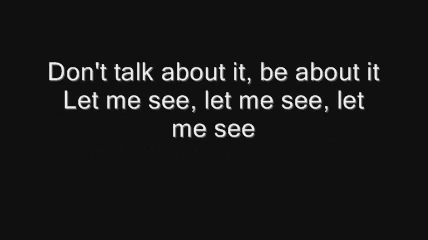 Don't talk about it, be about it
Let me see, let me see, let
me see